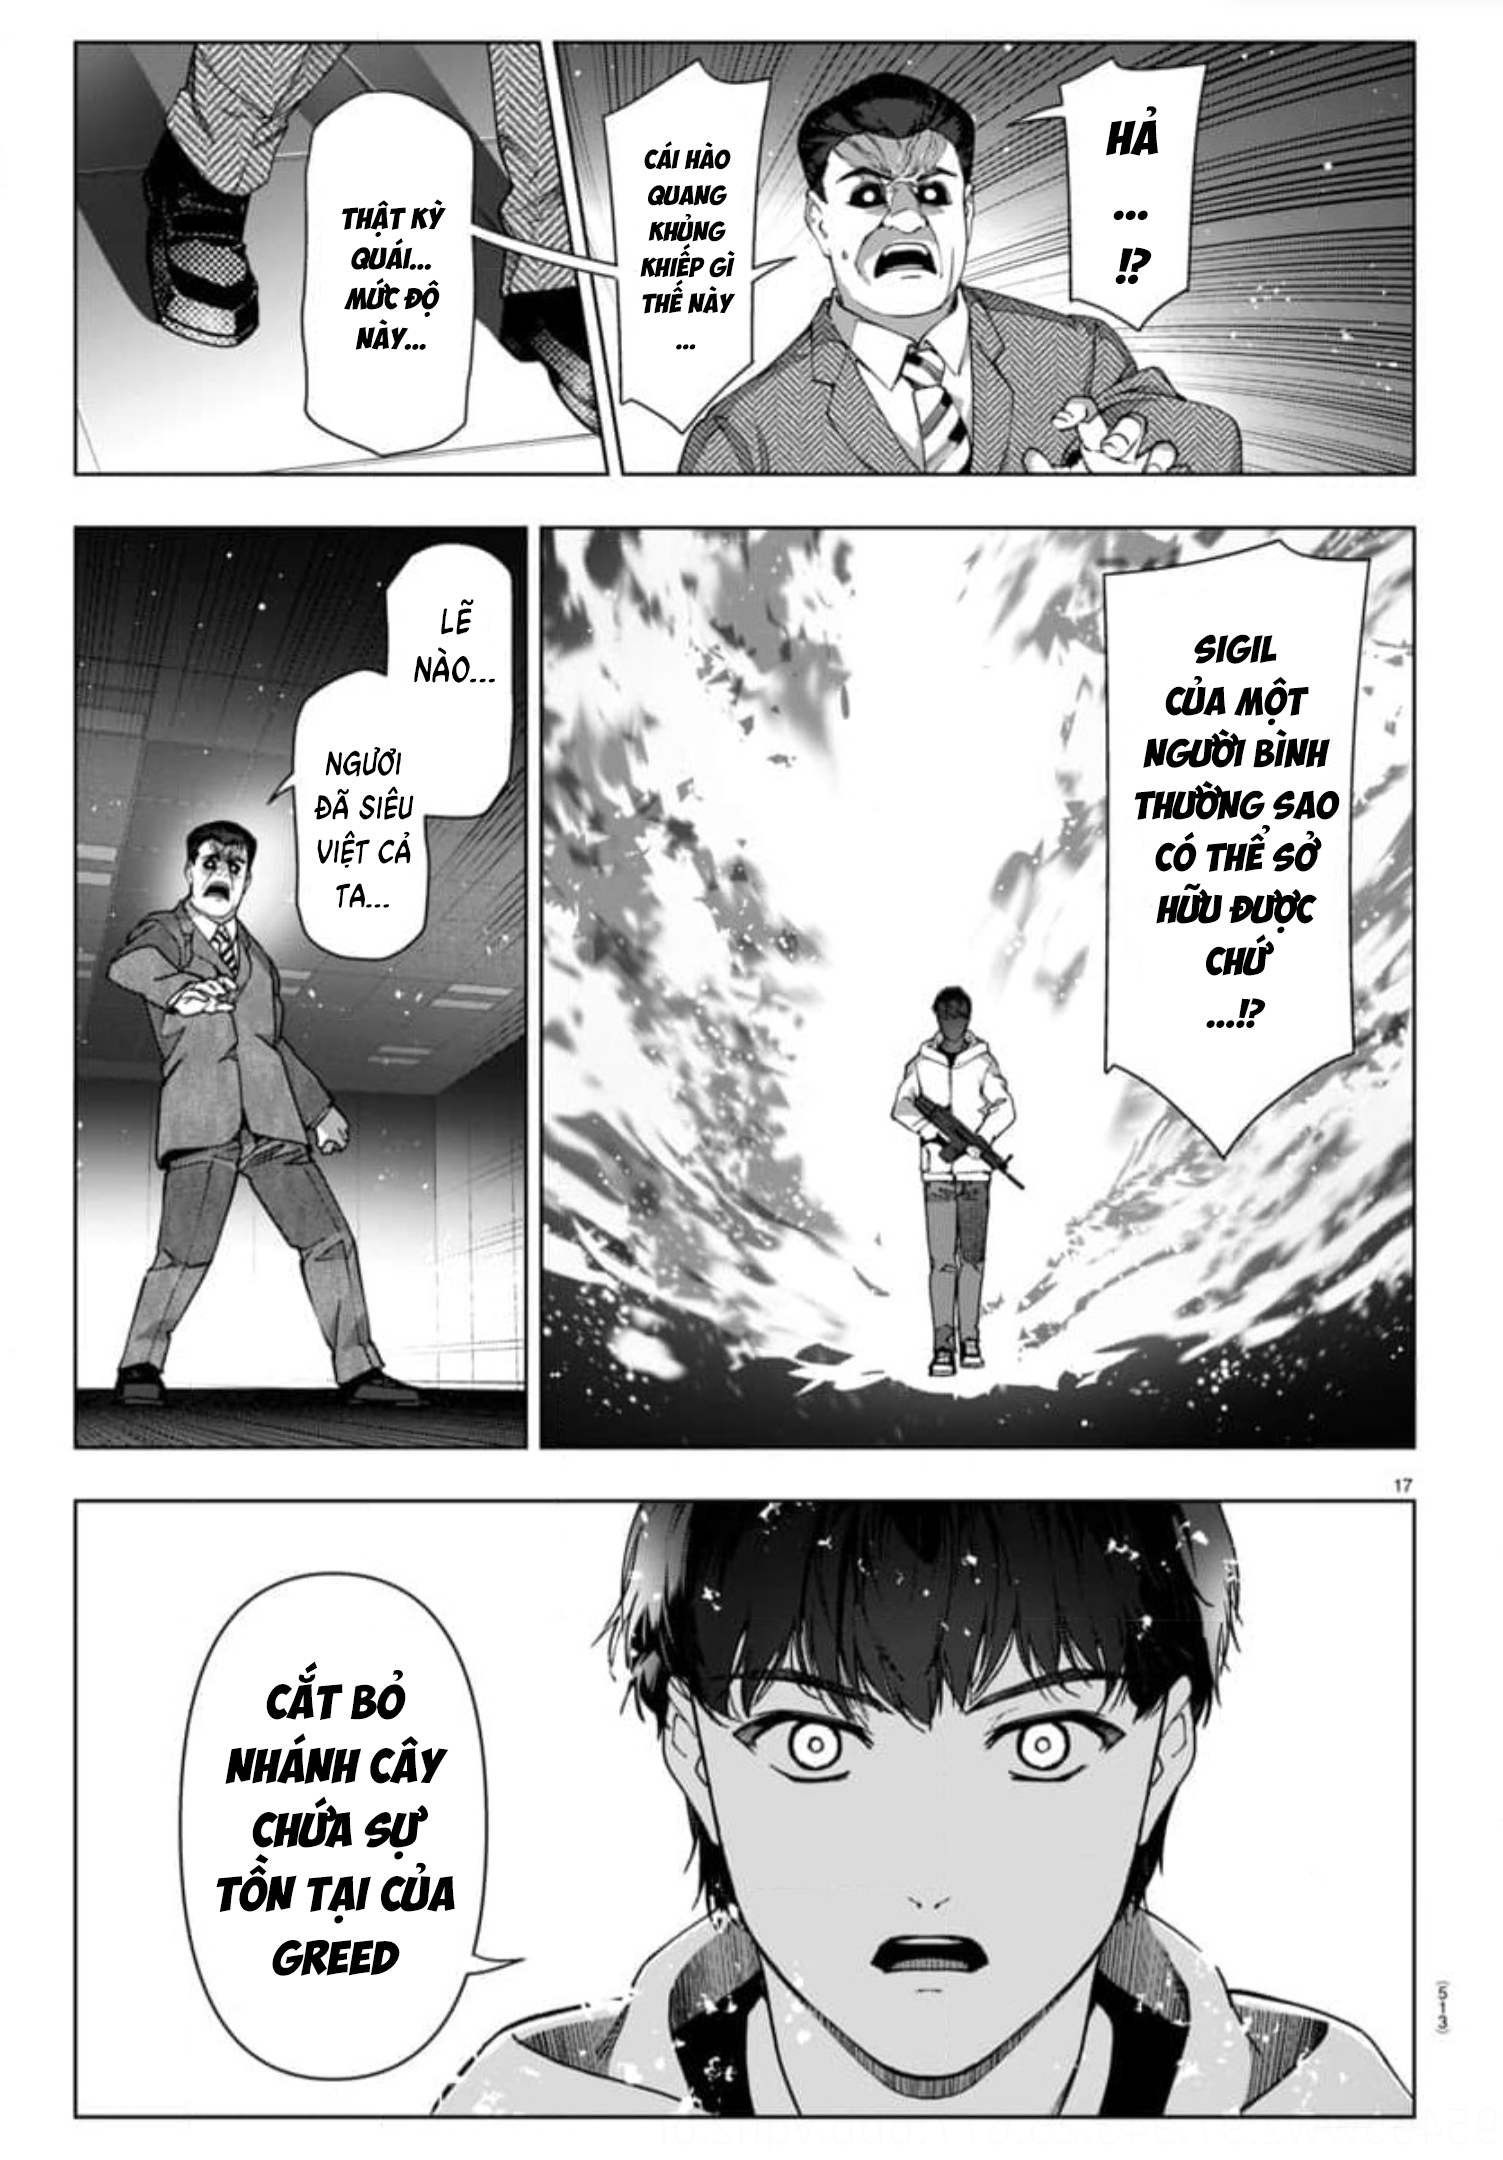 HẢ
...
!?
CÁI HÀO
QUANG
KHỦNG
KHIẾP GÌ
THẾ NÀY
...
THẬT KỲ
QUÁI...
MỨC ĐỘ
NÀY...
SIGIL
CỦA MỘT
NGƯỜI BÌNH
THƯỜNG SAO
CÓ THỂ SỞ
HỮU ĐƯỢC
CHỨ
...!?
LẼ
NÀO...
NGƯƠI
ĐÃ SIÊU
VIỆT CẢ
TA...
17
CẮT BỎ
NHÁNH CÂY
CHỨA SỰ
TỒN TẠI CỦA
GREED
(513)